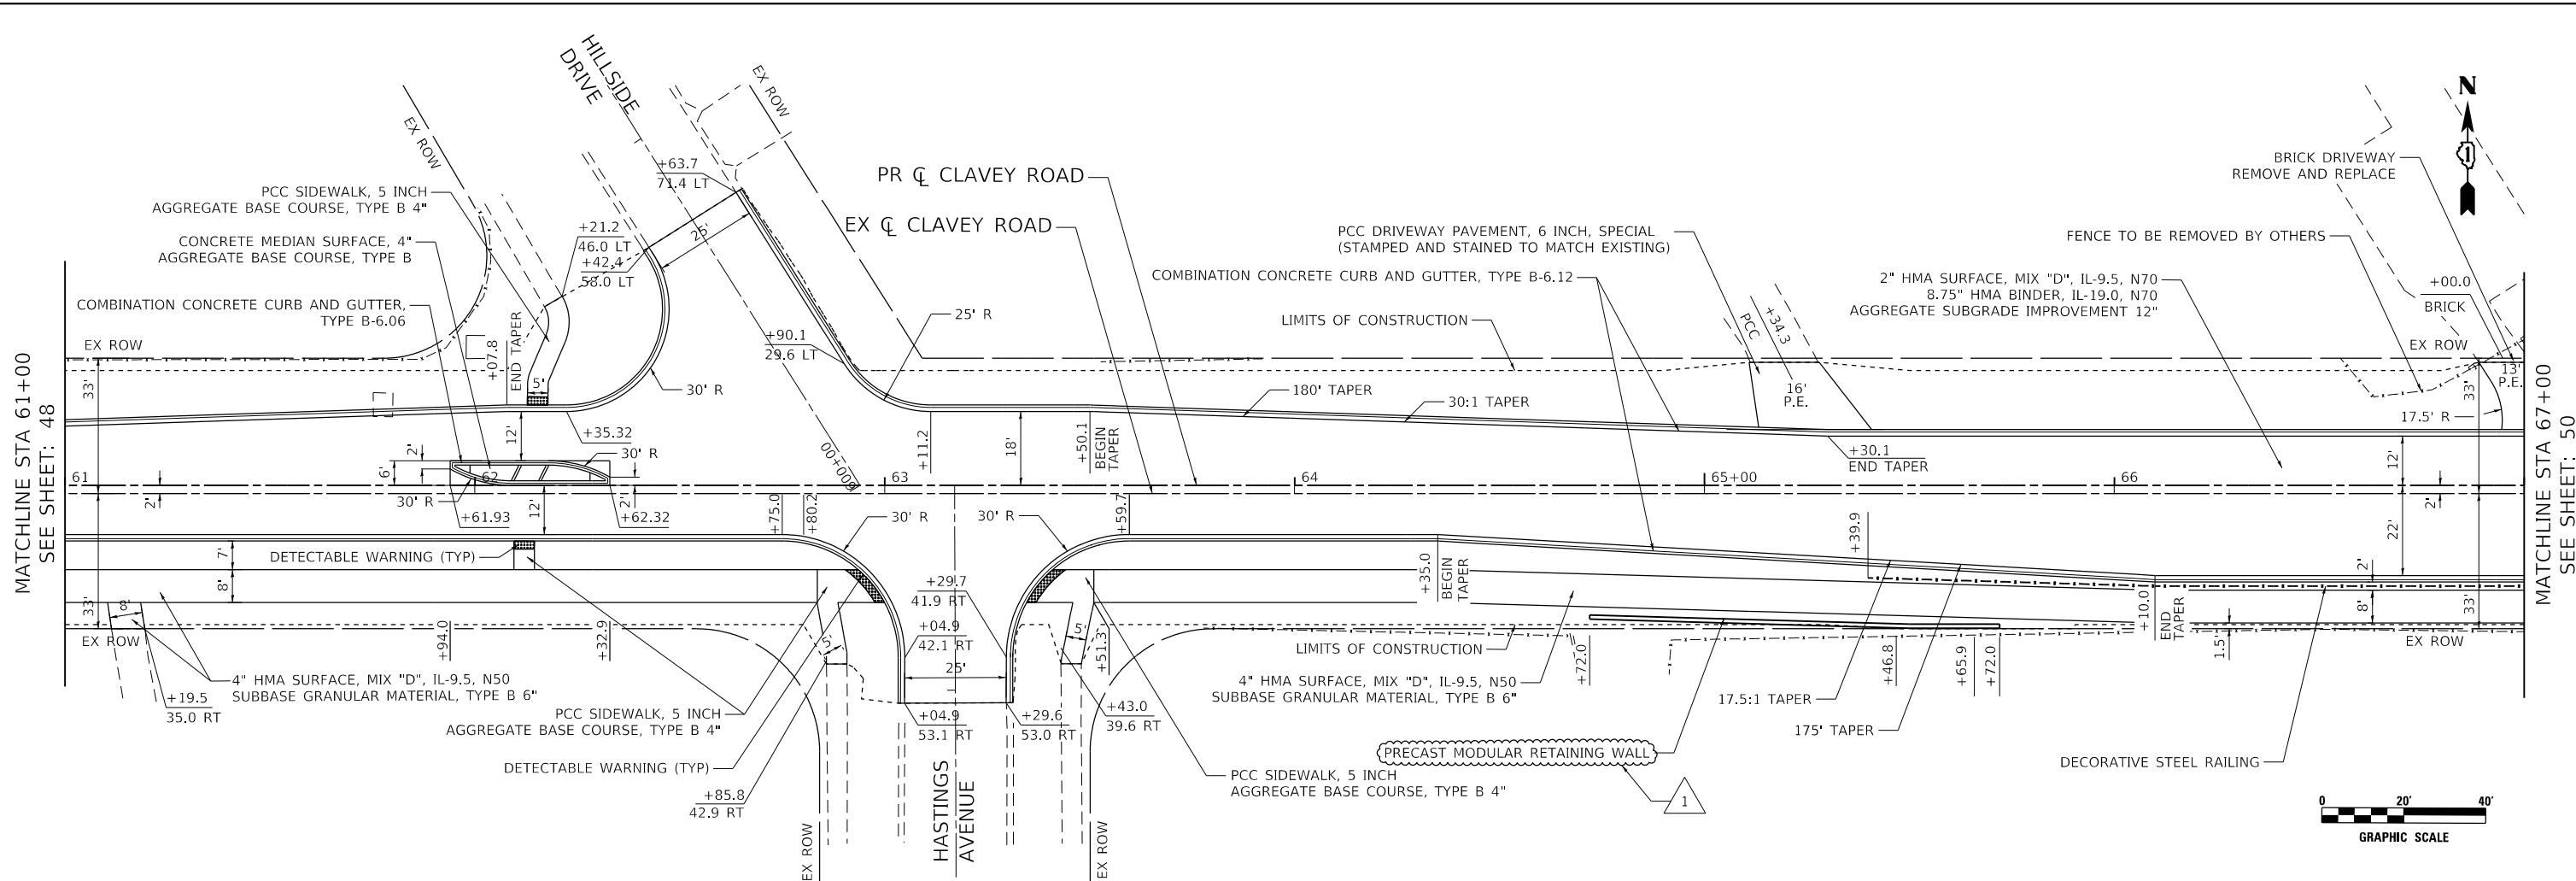 HILLSIDE
DRIVE
EX ROW
EX ROW
N
1
+63.7
71.4 LT
PR ℄ CLAVEY ROAD
BRICK DRIVEWAY
REMOVE AND REPLACE
PCC SIDEWALK, 5 INCH
AGGREGATE BASE COURSE, TYPE B 4"
EX ℄ CLAVEY ROAD
+21.2
46.0 LT
+42.4
58.0 LT
25'
PCC DRIVEWAY PAVEMENT, 6 INCH, SPECIAL
(STAMPED AND STAINED TO MATCH EXISTING)
FENCE TO BE REMOVED BY OTHERS
CONCRETE MEDIAN SURFACE, 4"
AGGREGATE BASE COURSE, TYPE B
COMBINATION CONCRETE CURB AND GUTTER, TYPE B-6.12
2" HMA SURFACE, MIX "D", IL-9.5, N70
8.75" HMA BINDER, IL-19.0, N70
AGGREGATE SUBGRADE IMPROVEMENT 12"
+00.0
BRICK
COMBINATION CONCRETE CURB AND GUTTER,
TYPE B-6.06
25' R
LIMITS OF CONSTRUCTION
PCC
+34.3
+90.1
29.6 LT
EX ROW
EX ROW
+07.8
END TAPER
33'
5'
30' R
180' TAPER
30:1 TAPER
16'
P.E.
13'
P.E.
33'
17.5' R
MATCHLINE STA 61+00
SEE SHEET: 48
MATCHLINE STA 67+00
SEE SHEET: 50
12'
+35.32
600+00
+11.2
18'
+50.1
BEGIN
TAPER
+30.1
END TAPER
12'
2'
6'
30' R
61
62
63
64
65+00
66
2'
30' R
12'
2'
+61.93
+62.32
+75.0
+80.2
30' R
30' R
+59.7
+39.9
22'
2'
7'
DETECTABLE WARNING (TYP)
8'
+29.7
41.9 RT
+35.0
BEGIN
TAPER
2'
8'
33'
8'
+04.9
42.1 RT
+10.0
END
TAPER
33'
EX ROW
+94.0
+32.9
5'
5'
+51.3
LIMITS OF CONSTRUCTION
+72.0
+46.8
+65.9
+72.0
1.5'
EX ROW
4" HMA SURFACE, MIX "D", IL-9.5, N50
SUBBASE GRANULAR MATERIAL, TYPE B 6"
25'
4" HMA SURFACE, MIX "D", IL-9.5, N50
SUBBASE GRANULAR MATERIAL, TYPE B 6"
+19.5
35.0 RT
17.5:1 TAPER
PCC SIDEWALK, 5 INCH
AGGREGATE BASE COURSE, TYPE B 4"
+04.9
53.1 RT
+29.6
53.0 RT
+43.0
39.6 RT
175' TAPER
PRECAST MODULAR RETAINING WALL
DETECTABLE WARNING (TYP)
DECORATIVE STEEL RAILING
PCC SIDEWALK, 5 INCH
AGGREGATE BASE COURSE, TYPE B 4"
+85.8
42.9 RT
1
HASTINGS
AVENUE
EX ROW
EX ROW
0 20' 40'
GRAPHIC SCALE